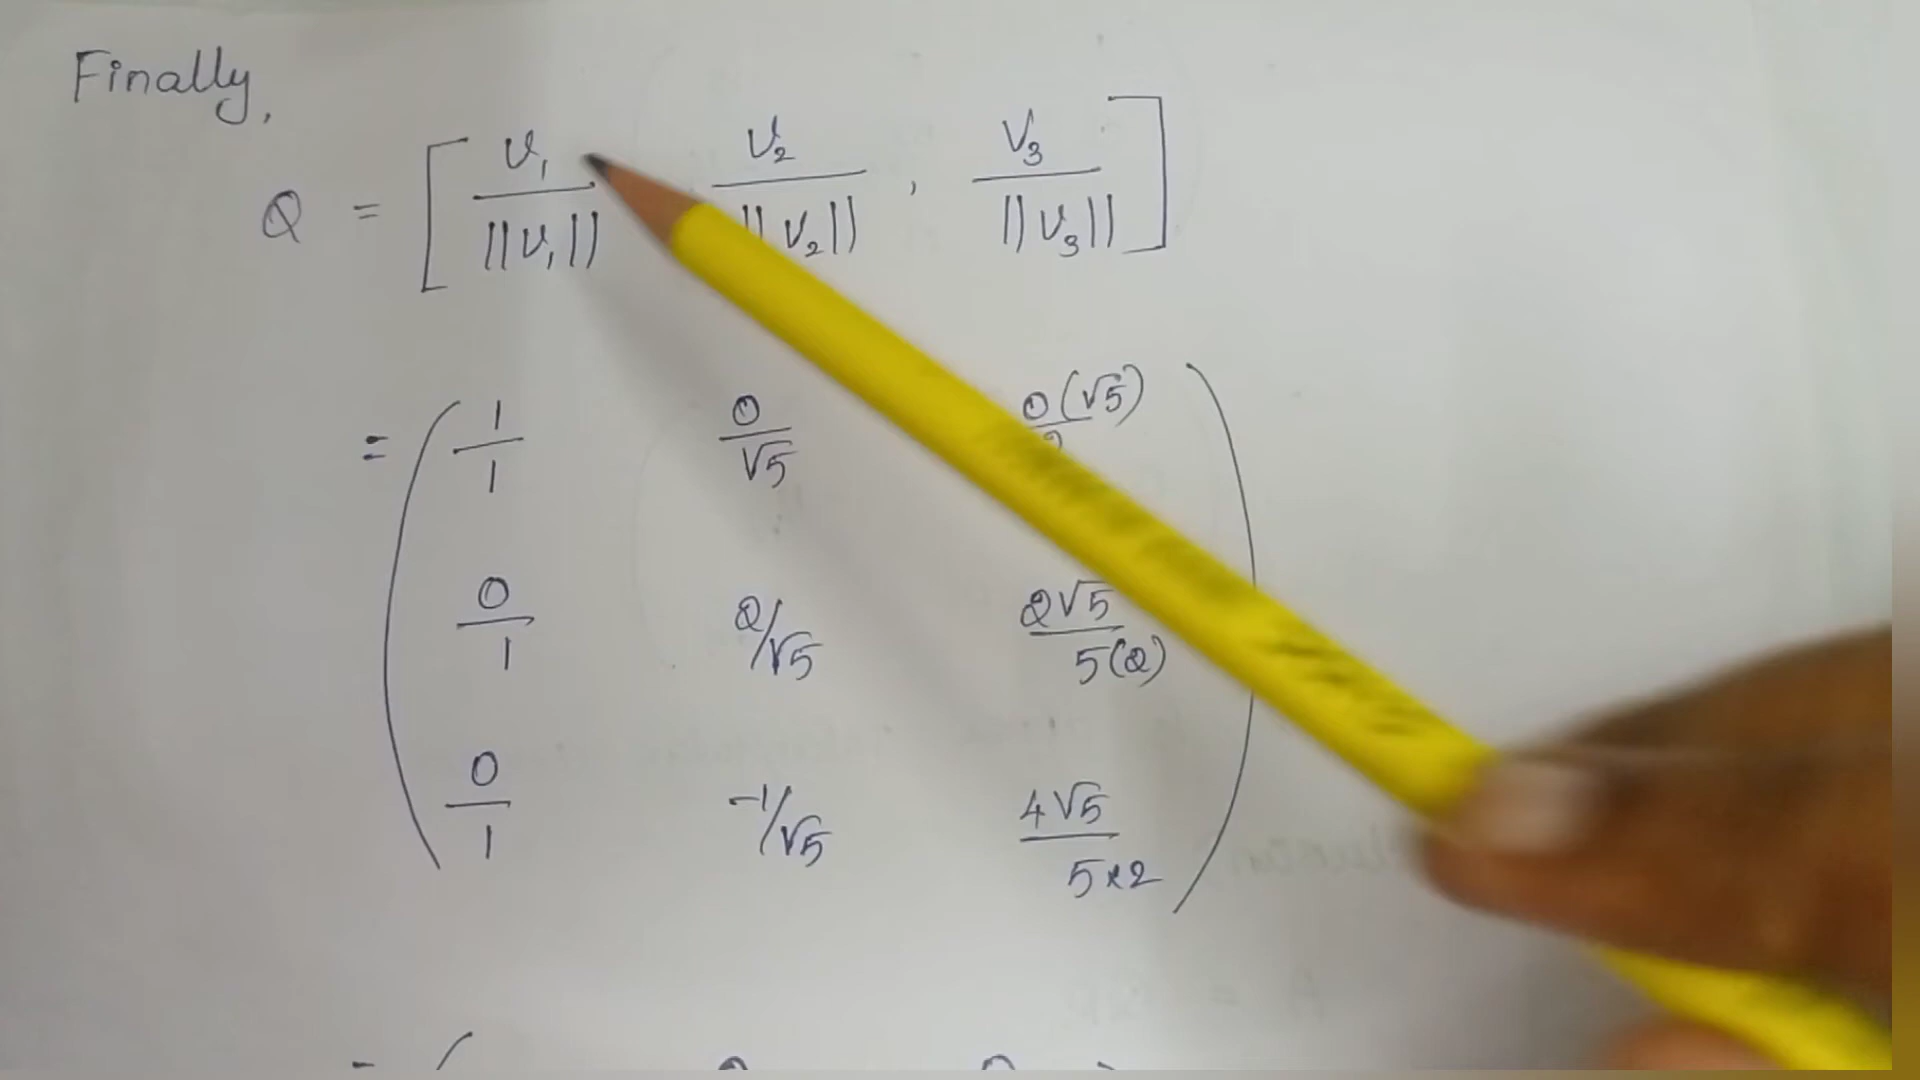 Finally,
Q = [ v₁/||v₁|| v₂/||v₂|| , v₃/||v₃|| ]
= ( 1/1 0/√5 0(√5)
0/1 2/√5 2√5/5(2)
0/1 -1/√5 4√5/5×2 )
= (